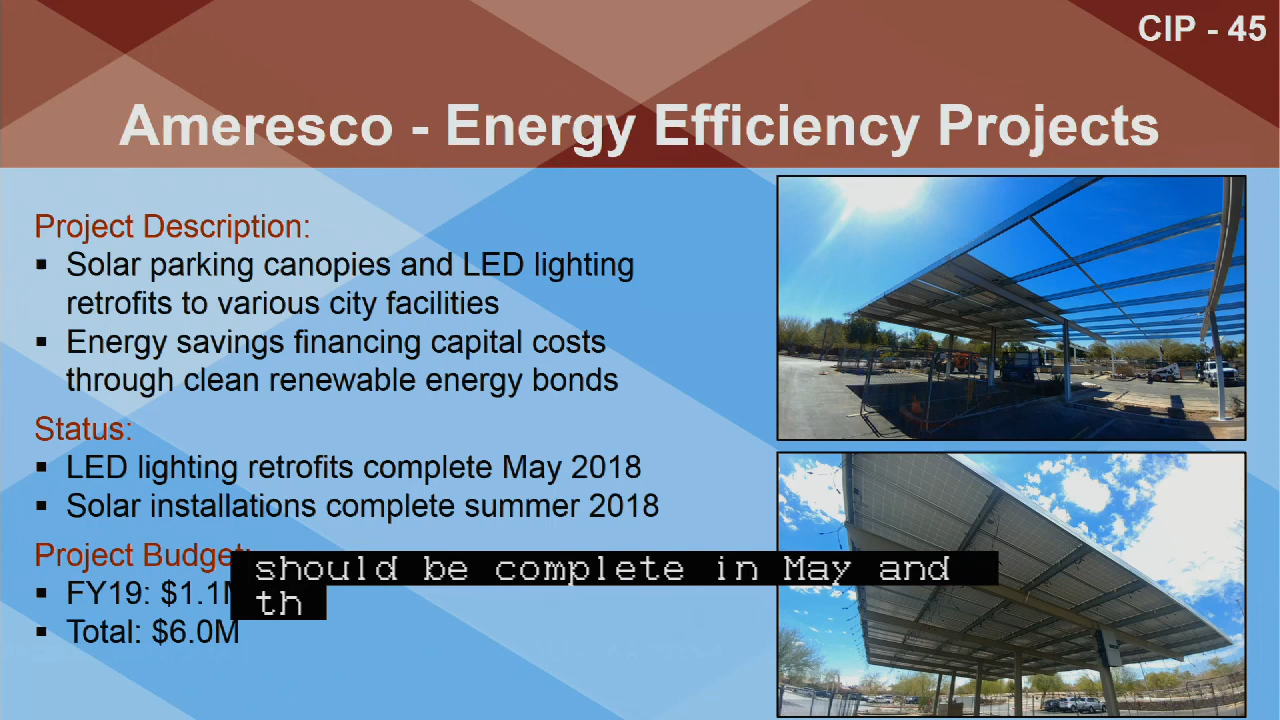 CIP - 45
Ameresco - Energy Efficiency Projects
Project Description:
▪ Solar parking canopies and LED lighting
retrofits to various city facilities
▪ Energy savings financing capital costs
through clean renewable energy bonds
Status:
▪ LED lighting retrofits complete May 2018
▪ Solar installations complete summer 2018
Project Budget:
▪ FY19: $1.1M
▪ Total: $6.0M
should be complete in May and
th